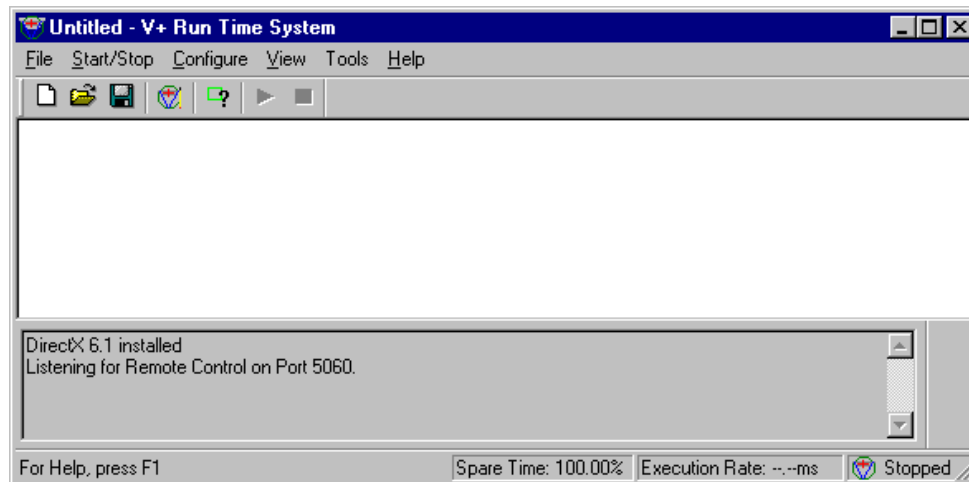 Untitled - V+ Run Time System
File Start/Stop Configure View Tools Help
DirectX 6.1 installed
Listening for Remote Control on Port 5060.
For Help, press F1 Spare Time: 100.00% Execution Rate: --.--ms Stopped